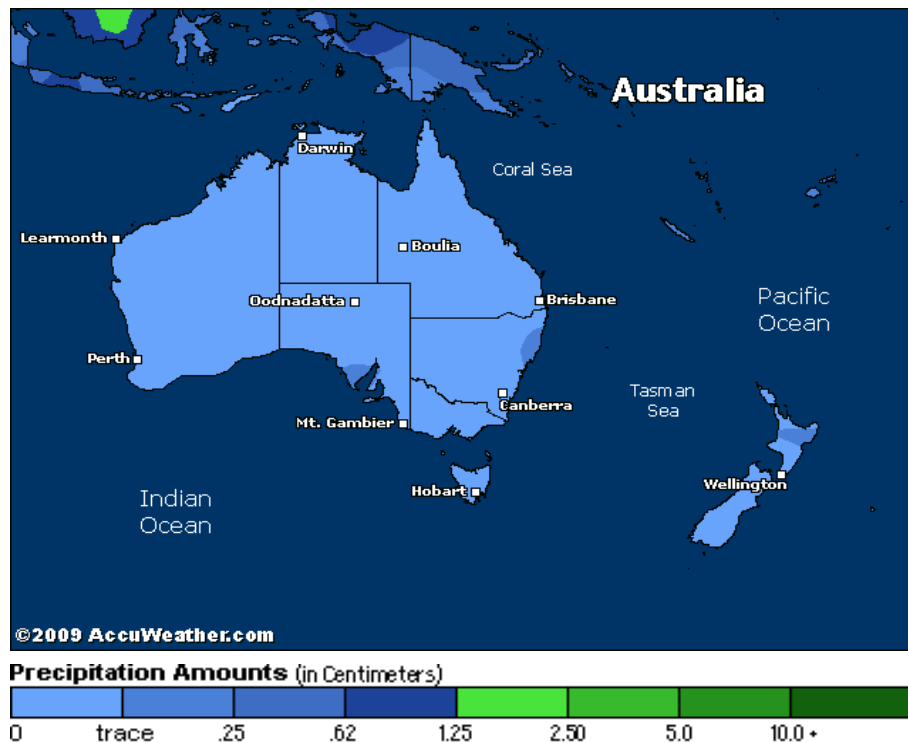 Australia
Darwin
Coral Sea
Learmonth
Boulia
Oodnadatta
Brisbane
Pacific
Ocean
Perth
Tasman
Sea
Canberra
Mt. Gambier
Wellington
Hobart
Indian
Ocean
©2009 AccuWeather.com
Precipitation Amounts (in Centimeters)
0 trace .25 .62 1.25 2.50 5.0 10.0 +